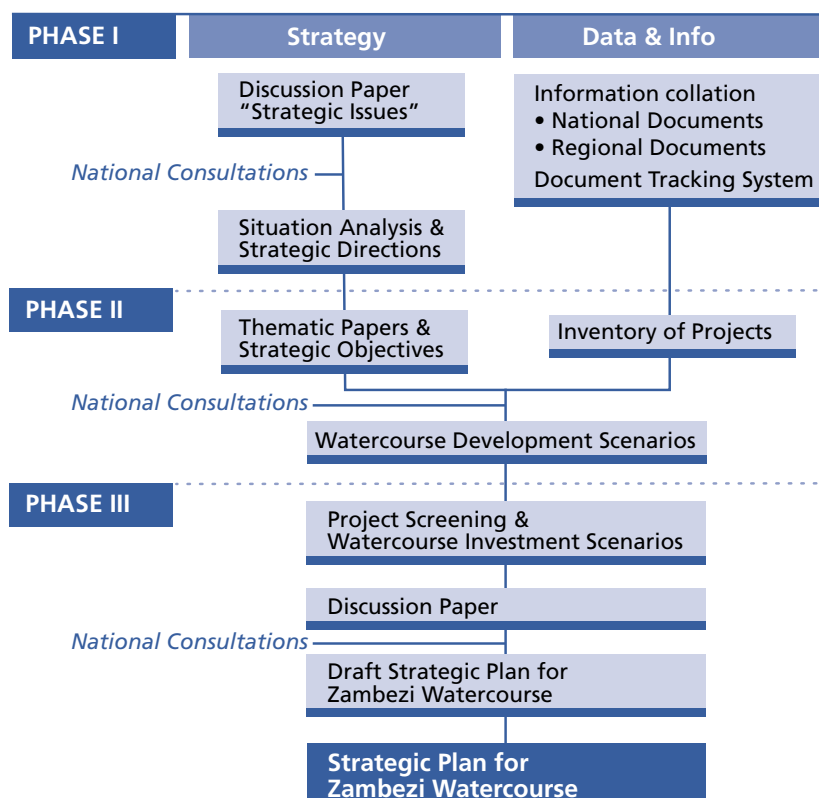 PHASE I
Strategy
Data & Info
Discussion Paper
“Strategic Issues”
Information collation
• National Documents
• Regional Documents
Document Tracking System
National Consultations
Situation Analysis &
Strategic Directions
PHASE II
Thematic Papers &
Strategic Objectives
Inventory of Projects
National Consultations
Watercourse Development Scenarios
PHASE III
Project Screening &
Watercourse Investment Scenarios
Discussion Paper
National Consultations
Draft Strategic Plan for
Zambezi Watercourse
Strategic Plan for
Zambezi Watercourse